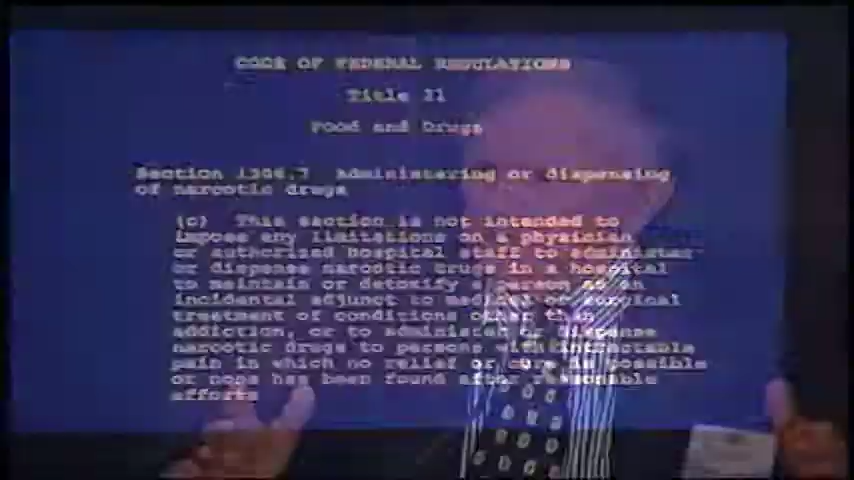 CODE OF FEDERAL REGULATIONS
Title 21
Food and Drugs
Section 1306.7 Administering or dispensing
of narcotic drugs
(c) This section is not intended to
impose any limitations on a physician
or authorized hospital staff to administer
or dispense narcotic drugs in a hospital
to maintain or detoxify a person as an
incidental adjunct to medical or surginal
treatment of conditions other than
addiction, or to administer or dispense
narcotic drugs to persons with intractable
pain in which no relief or cure is possible
or none has been found after reasonable
efforts